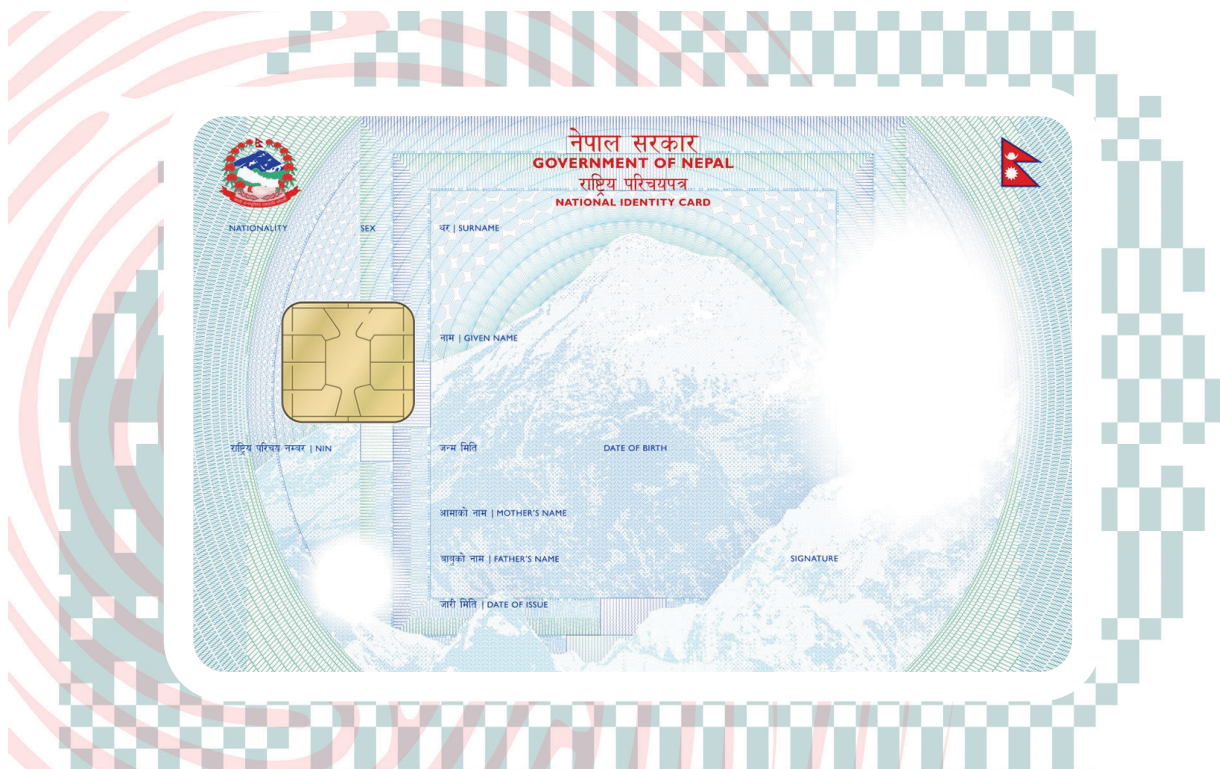 नेपाल सरकार
GOVERNMENT OF NEPAL
राष्ट्रिय परिचयपत्र
NATIONAL IDENTITY CARD
NATIONALITY SEX थर | SURNAME
नाम | GIVEN NAME
राष्ट्रिय परिचय नम्बर | NIN जन्म मिति DATE OF BIRTH
आमाको नाम | MOTHER'S NAME
बाबुको नाम | FATHER'S NAME SIGNATURE
जारी मिति | DATE OF ISSUE